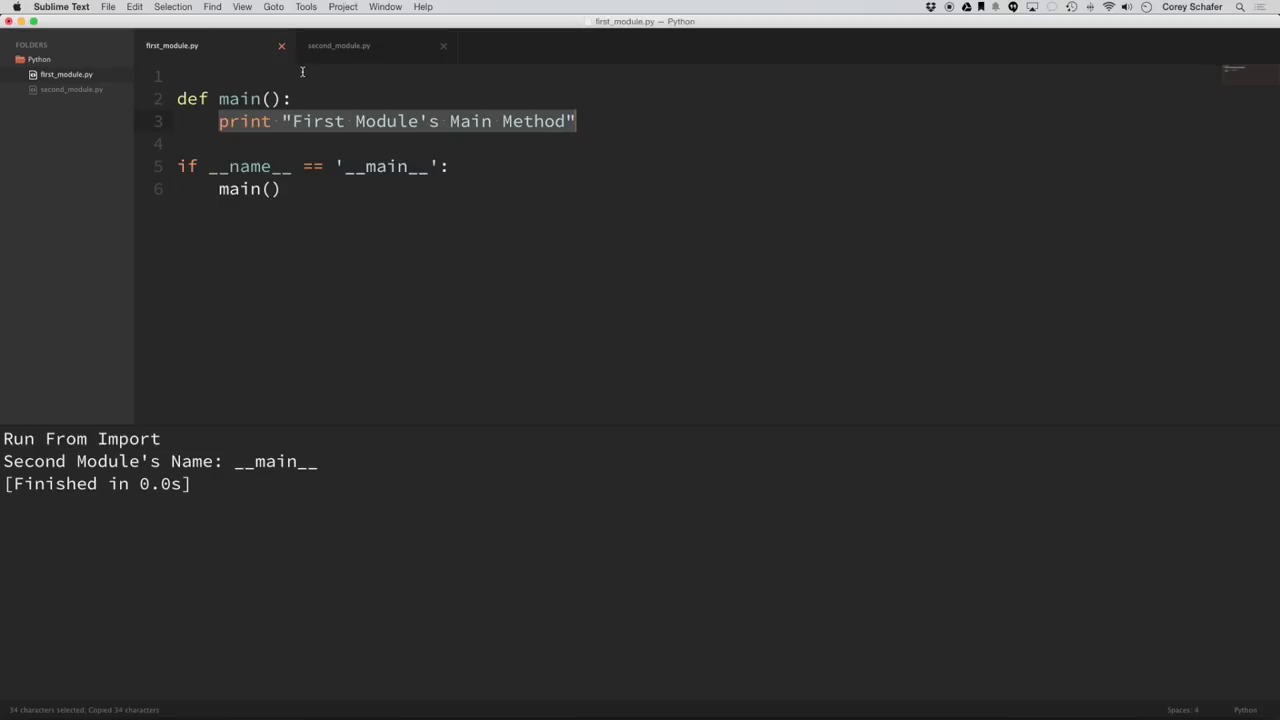 Sublime Text File Edit Selection Find View Goto Tools Project Window Help Corey Schafer
first_module.py — Python
FOLDERS
Python
first_module.py
second_module.py
first_module.py second_module.py
1
2 def main():
3 print "First Module's Main Method"
4
5 if __name__ == '__main__':
6 main()
Run From Import
Second Module's Name: __main__
[Finished in 0.0s]
34 characters selected, Copied 34 characters Spaces: 4 Python